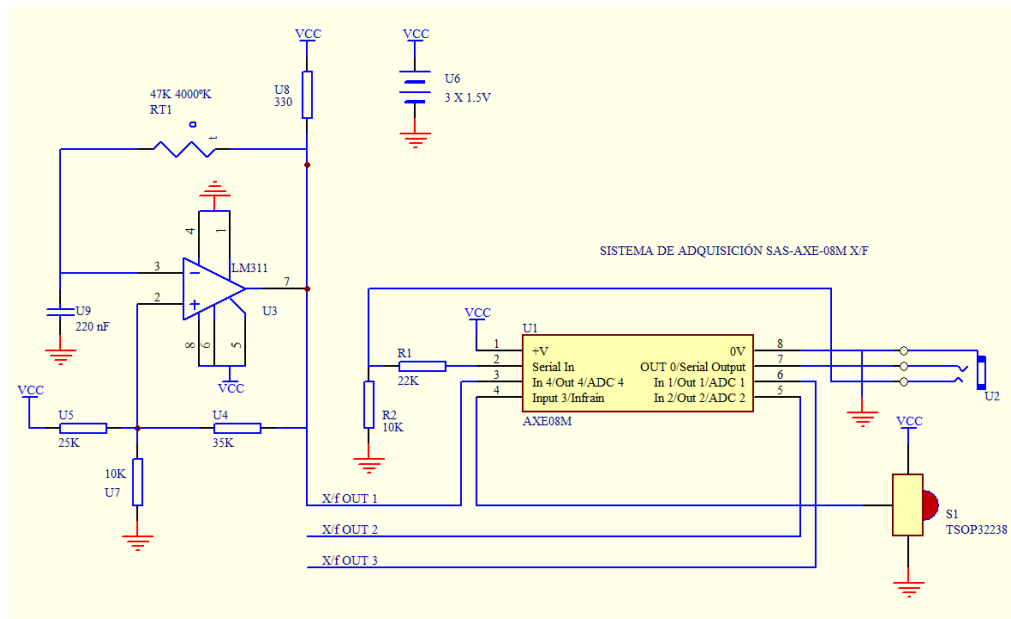 VCC
VCC
U8
330
U6
3 X 1.5V
47K 4000ºK
RT1
t
4
1
3
LM311
7
2
U3
U9
220 nF
8
6
5
VCC
SISTEMA DE ADQUISICIÓN SAS-AXE-08M X/F
VCC
U1
1
+V
0V
8
R1
2
Serial In
OUT 0/Serial Output
7
22K
3
In 4/Out 4/ADC 4
In 1/Out 1/ADC 1
6
4
Input 3/Infrain
In 2/Out 2/ADC 2
5
U2
AXE08M
R2
10K
VCC
U5
25K
U4
35K
10K
U7
VCC
X/f OUT 1
X/f OUT 2
X/f OUT 3
S1
TSOP32238